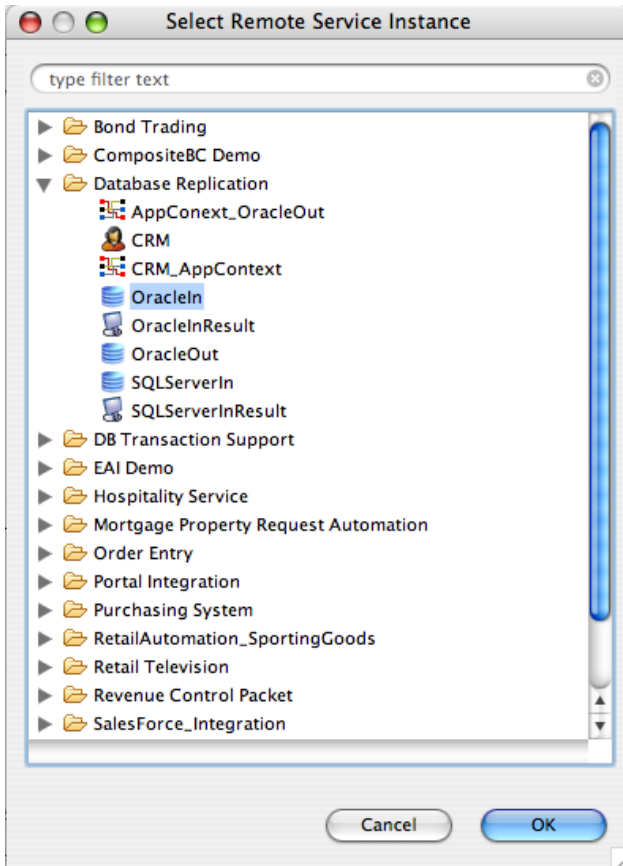 Select Remote Service Instance
type filter text
Bond Trading
CompositeBC Demo
Database Replication
AppConext_OracleOut
CRM
CRM_AppContext
OracleIn
OracleInResult
OracleOut
SQLServerIn
SQLServerInResult
DB Transaction Support
EAI Demo
Hospitality Service
Mortgage Property Request Automation
Order Entry
Portal Integration
Purchasing System
RetailAutomation_SportingGoods
Retail Television
Revenue Control Packet
SalesForce_Integration
Cancel OK